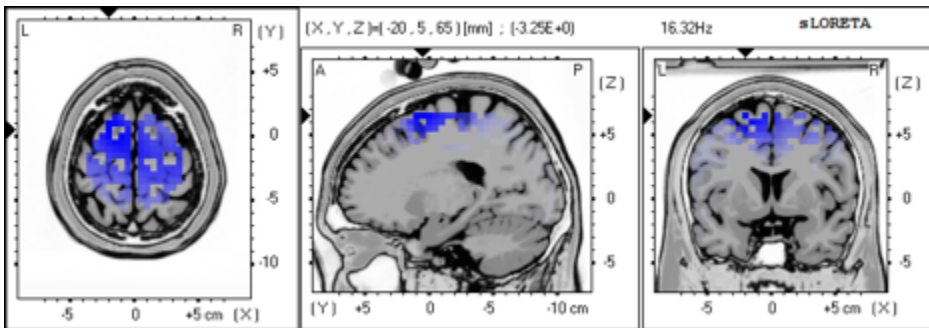 L R (Y)
(X, Y, Z)=( -20 , 5 , 65 ) [mm] ; (-3.25E+0) 16.32Hz sLORETA
+5
0
-5
-10
-5 0 +5 cm (X)
A P (Z)
+5
0
-5
(Y) +5 0 -5 -10 cm
L R (Z)
+5
0
-5
-5 0 +5 cm (X)